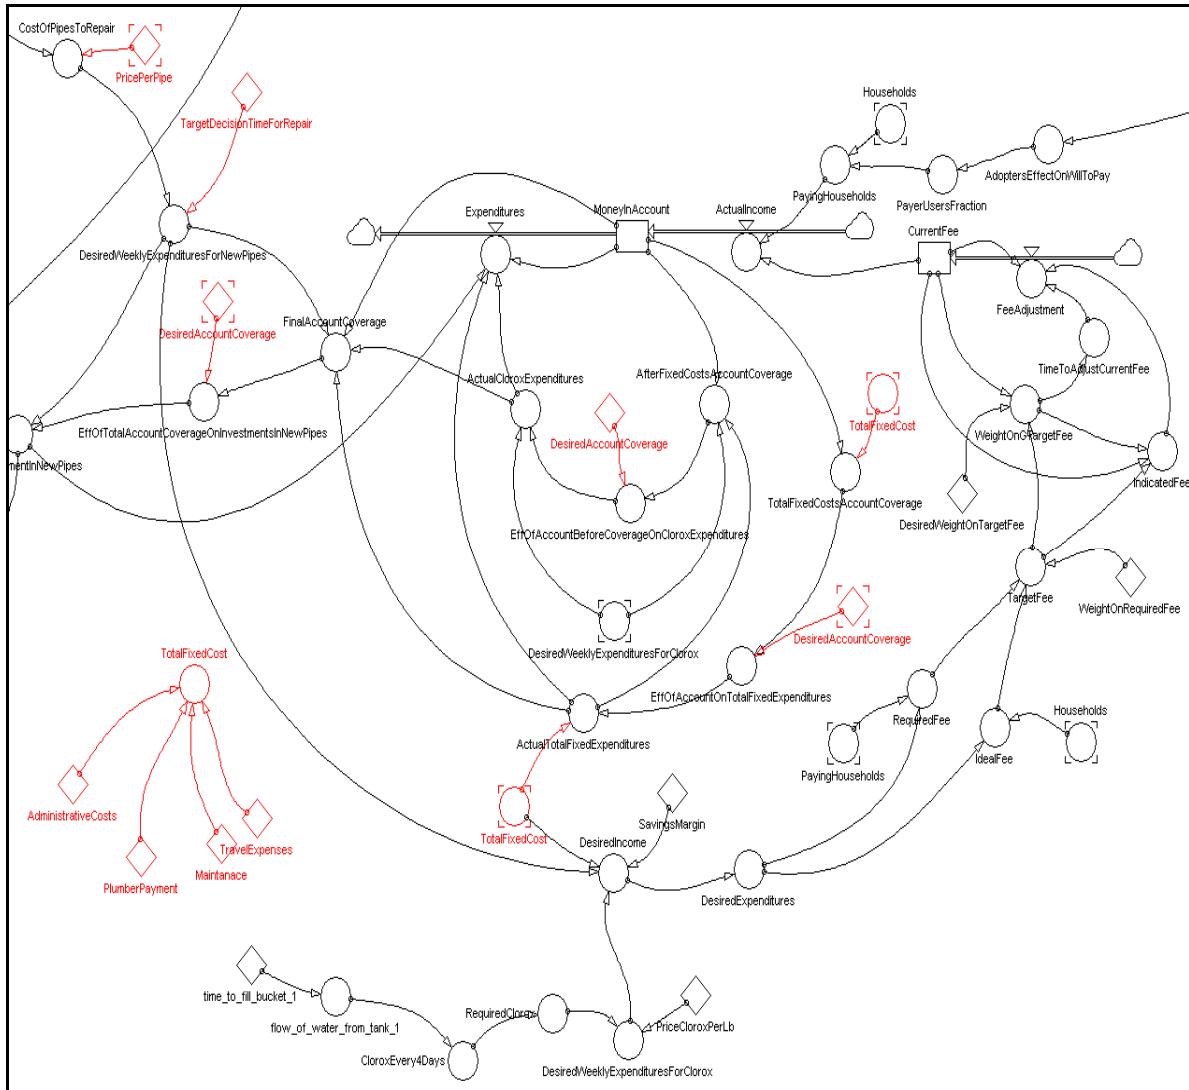 CostOfPipesToRepair
PricePerPipe
TargetDecisionTimeForRepair
Households
AdoptersEffectOnWillToPay
PayingHouseholds
PayerUsersFraction
Expenditures
MoneyInAccount
ActualIncome
CurrentFee
DesiredWeeklyExpendituresForNewPipes
FeeAdjustment
FinalAccountCoverage
DesiredAccountCoverage
TimeToAdjustCurrentFee
ActualCloroxExpenditures
AfterFixedCostsAccountCoverage
TotalFixedCost
EffOfTotalAccountCoverageOnInvestmentsInNewPipes
WeightOnGTargetFee
DesiredAccountCoverage
mentInNewPipes
IndicatedFee
TotalFixedCostsAccountCoverage
DesiredWeightOnTargetFee
EffOfAccountBeforeCoverageOnCloroxExpenditures
TargetFee
WeightOnRequiredFee
DesiredWeeklyExpendituresForClorox
DesiredAccountCoverage
TotalFixedCost
EffOfAccountOnTotalFixedExpenditures
RequiredFee
Households
ActualTotalFixedExpenditures
PayingHouseholds
IdealFee
AdministrativeCosts
SavingsMargin
TotalFixedCost
DesiredIncome
TravelExpenses
Maintanace
PlumberPayment
DesiredExpenditures
time_to_fill_bucket_1
flow_of_water_from_tank_1
RequiredClorox
PriceCloroxPerLb
CloroxEvery4Days
DesiredWeeklyExpendituresForClorox